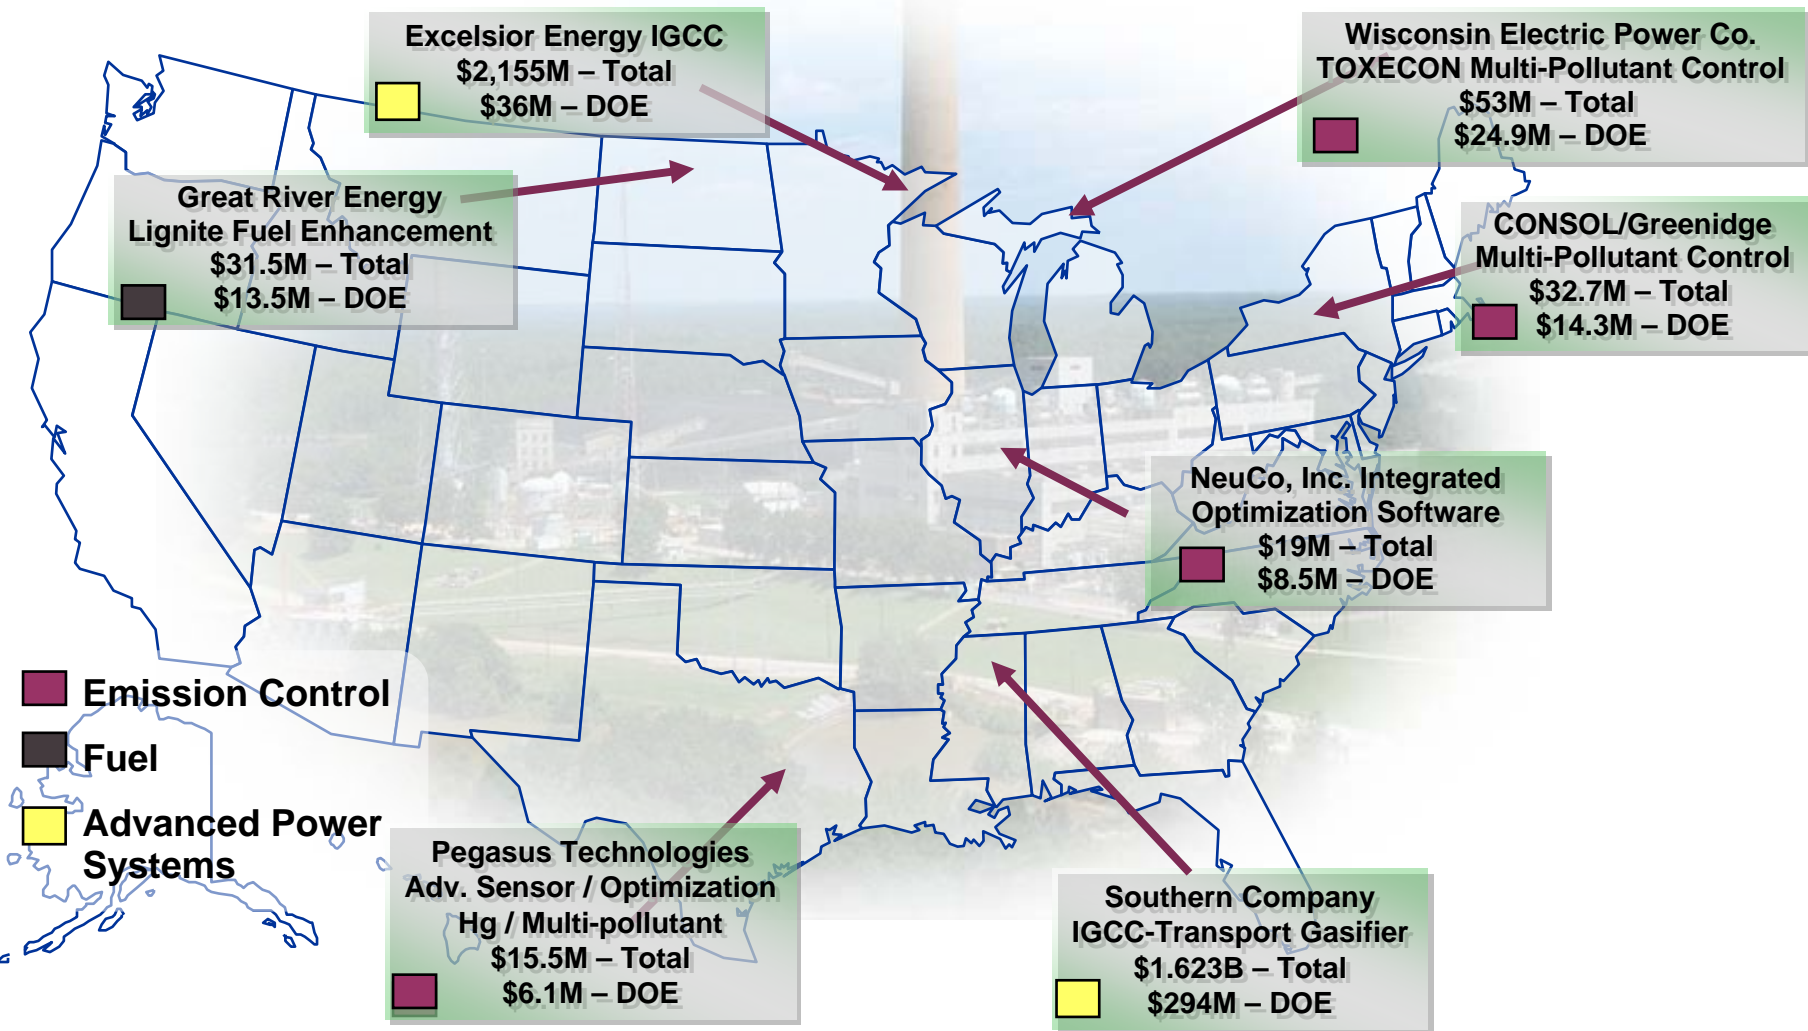 Excelsior Energy IGCC
$2,155M – Total
$36M – DOE
Wisconsin Electric Power Co.
TOXECON Multi-Pollutant Control
$53M – Total
$24.9M – DOE
Great River Energy
Lignite Fuel Enhancement
$31.5M – Total
$13.5M – DOE
CONSOL/Greenidge
Multi-Pollutant Control
$32.7M – Total
$14.3M – DOE
NeuCo, Inc. Integrated
Optimization Software
$19M – Total
$8.5M – DOE
Emission Control
Fuel
Advanced Power
Systems
Pegasus Technologies
Adv. Sensor / Optimization
Hg / Multi-pollutant
$15.5M – Total
$6.1M – DOE
Southern Company
IGCC-Transport Gasifier
$1.623B – Total
$294M – DOE